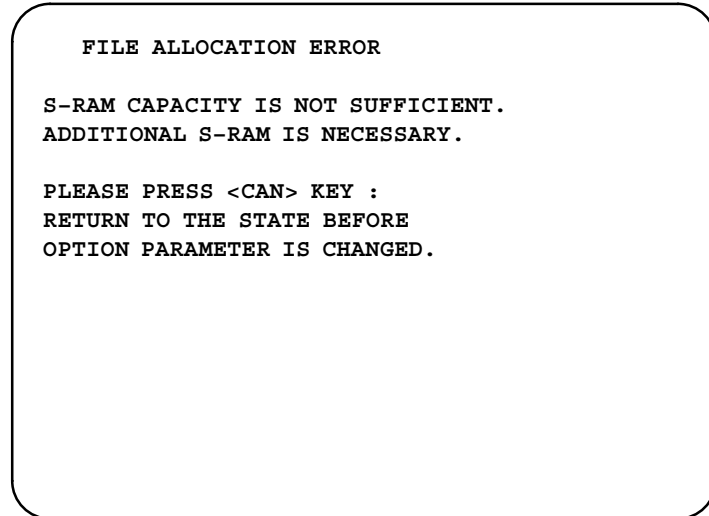 FILE ALLOCATION ERROR
S–RAM CAPACITY IS NOT SUFFICIENT.
ADDITIONAL S–RAM IS NECESSARY.
PLEASE PRESS <CAN> KEY :
RETURN TO THE STATE BEFORE
OPTION PARAMETER IS CHANGED.